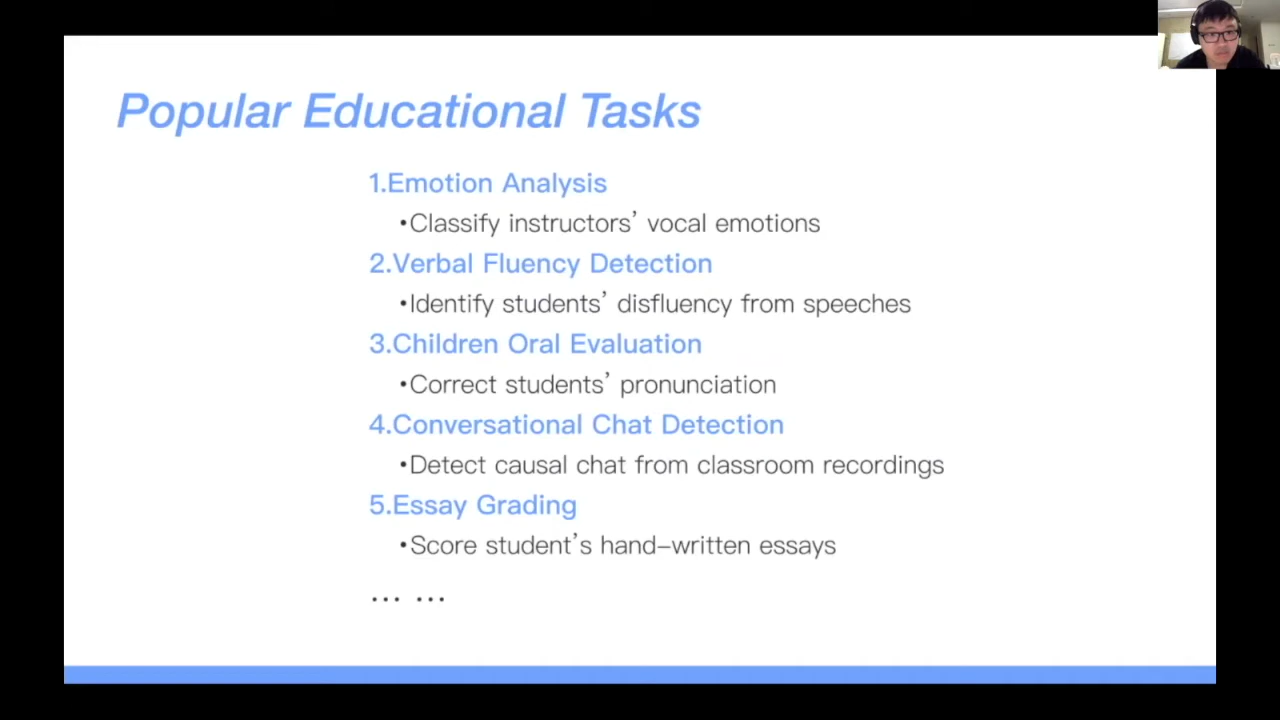 Popular Educational Tasks
1.Emotion Analysis
•Classify instructors’ vocal emotions
2.Verbal Fluency Detection
•Identify students’ disfluency from speeches
3.Children Oral Evaluation
•Correct students’ pronunciation
4.Conversational Chat Detection
•Detect causal chat from classroom recordings
5.Essay Grading
•Score student’s hand-written essays
... ...